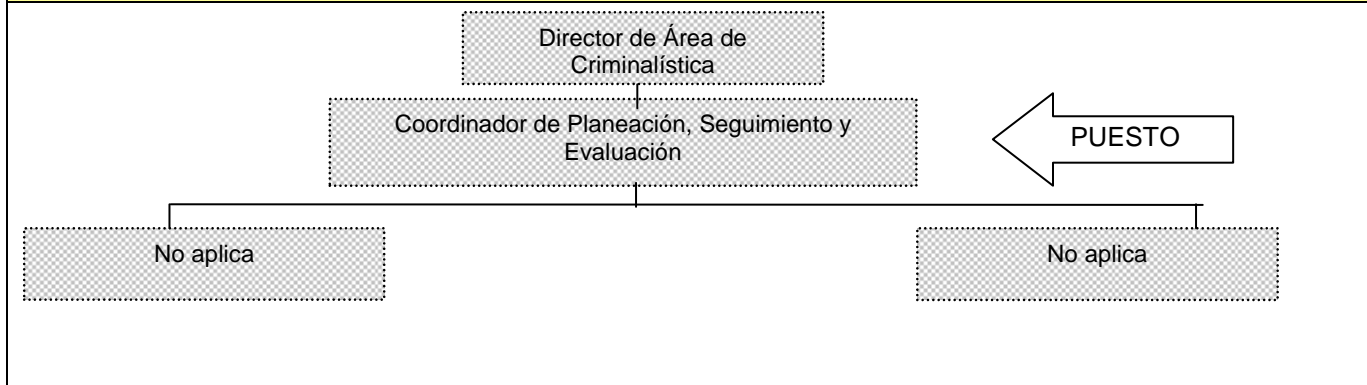 Director de Área de
Criminalística
Coordinador de Planeación, Seguimiento y
Evaluación
PUESTO
No aplica
No aplica